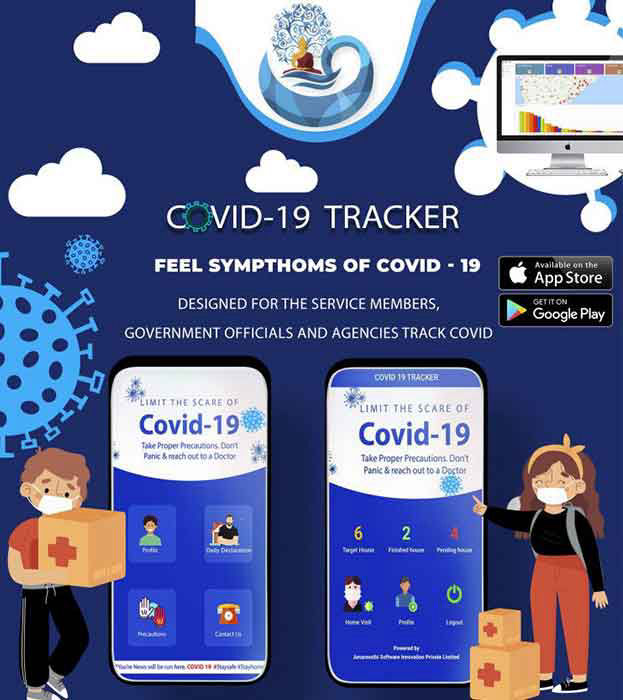 COVID-19 TRACKER
FEEL SYMPTHOMS OF COVID - 19
Available on the
App Store
GET IT ON
Google Play
DESIGNED FOR THE SERVICE MEMBERS,
GOVERNMENT OFFICIALS AND AGENCIES TRACK COVID
LIMIT THE SCARE OF
Covid-19
Take Proper Precautions. Don't
Panic & reach out to a Doctor
Profile
Daily Declaration
Precautions
Contact Us
You're News will be run here, COVID 19 #Staysafe #Stayhome
COVID 19 TRACKER
LIMIT THE SCARE OF
Covid-19
Take Proper Precautions. Don't
Panic & reach out to a Doctor
6 2 4
Target House Finished house Pending house
Home Visit Profile Logout
Powered by
Amaravathi Software Innovation Private Limited